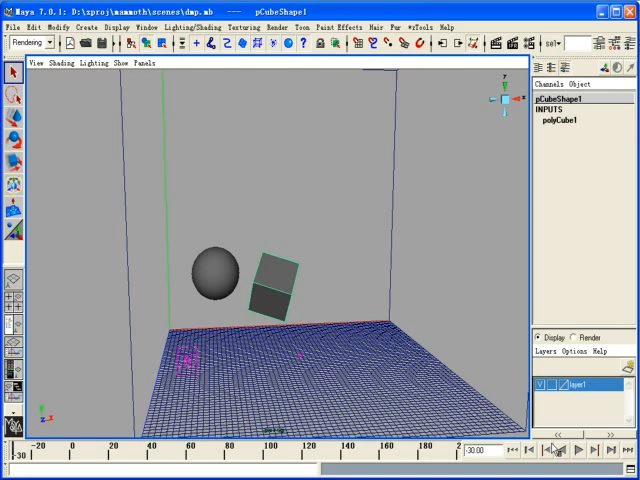 Maya 7.0.1: D:\zproj\mammoth\scenes\dmp.mb --- pCubeShape1
File Edit Modify Create Display Window Lighting/Shading Texturing Render Toon Paint Effects Hair Fur *zTools Help
Rendering sel
View Shading Lighting Show Panels
Channels Object
pCubeShape1
INPUTS
polyCube1
y
x
Display Render
Layers Options Help
V layer1
z x
-20 0 20 40 60 80 100 120 140 160 180 2
-30 -30.00